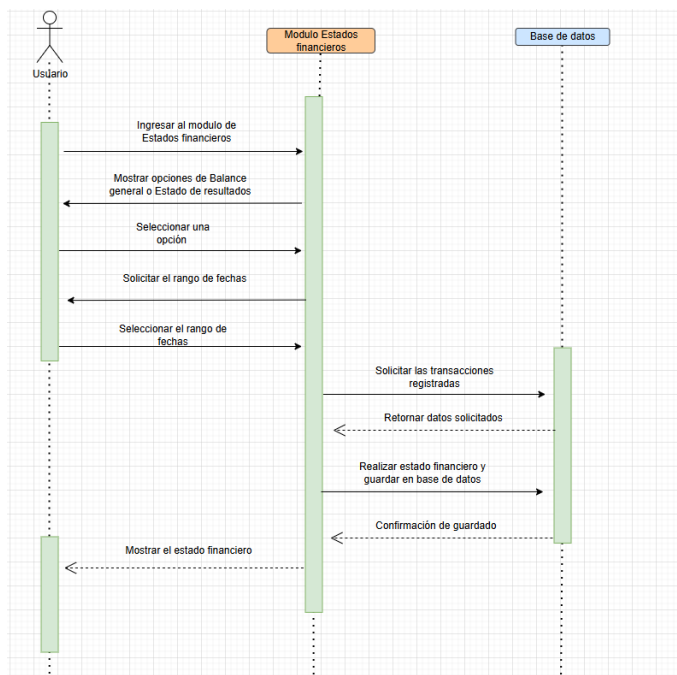 Usuario
Modulo Estados
financieros
Base de datos
Ingresar al modulo de
Estados financieros
Mostrar opciones de Balance
general o Estado de resultados
Seleccionar una
opción
Solicitar el rango de fechas
Seleccionar el rango de
fechas
Solicitar las transacciones
registradas
Retornar datos solicitados
Realizar estado financiero y
guardar en base de datos
Confirmación de guardado
Mostrar el estado financiero